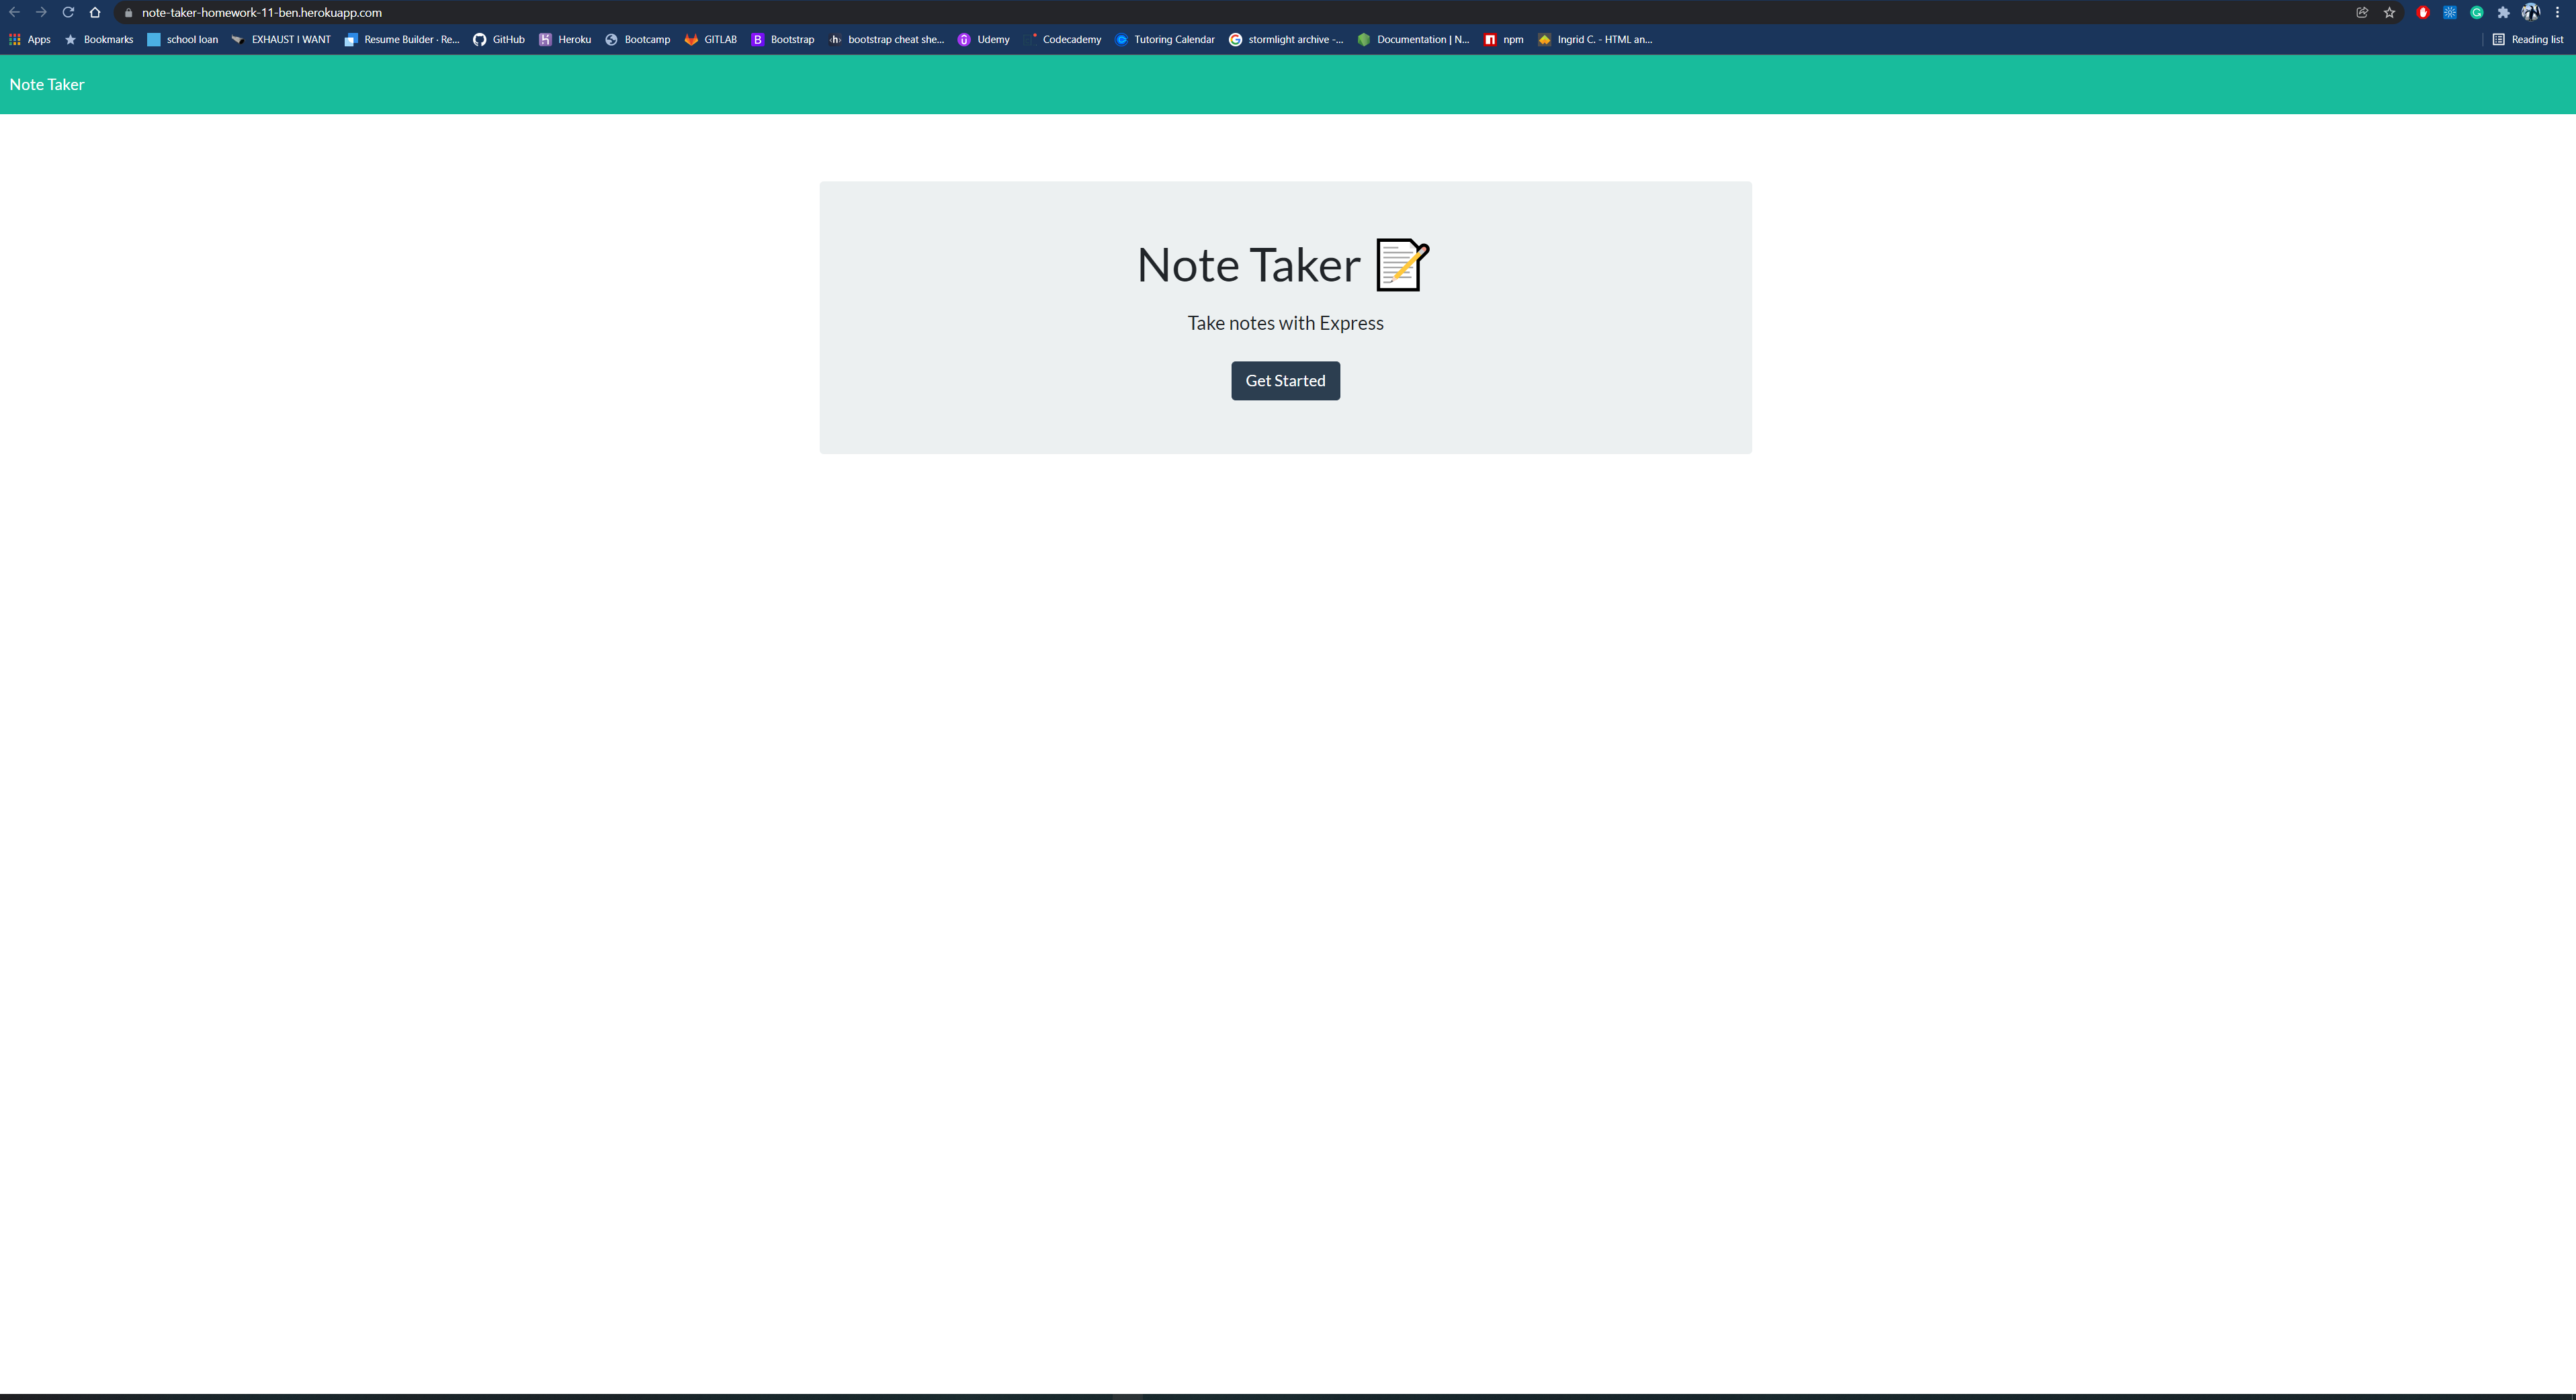 note-taker-homework-11-ben.herokuapp.com
Apps Bookmarks school loan EXHAUST I WANT Resume Builder · Re... GitHub Heroku Bootcamp GITLAB Bootstrap bootstrap cheat she... Udemy Codecademy Tutoring Calendar stormlight archive -... Documentation | N... npm Ingrid C. - HTML an... Reading list
Note Taker
Note Taker
Take notes with Express
Get Started